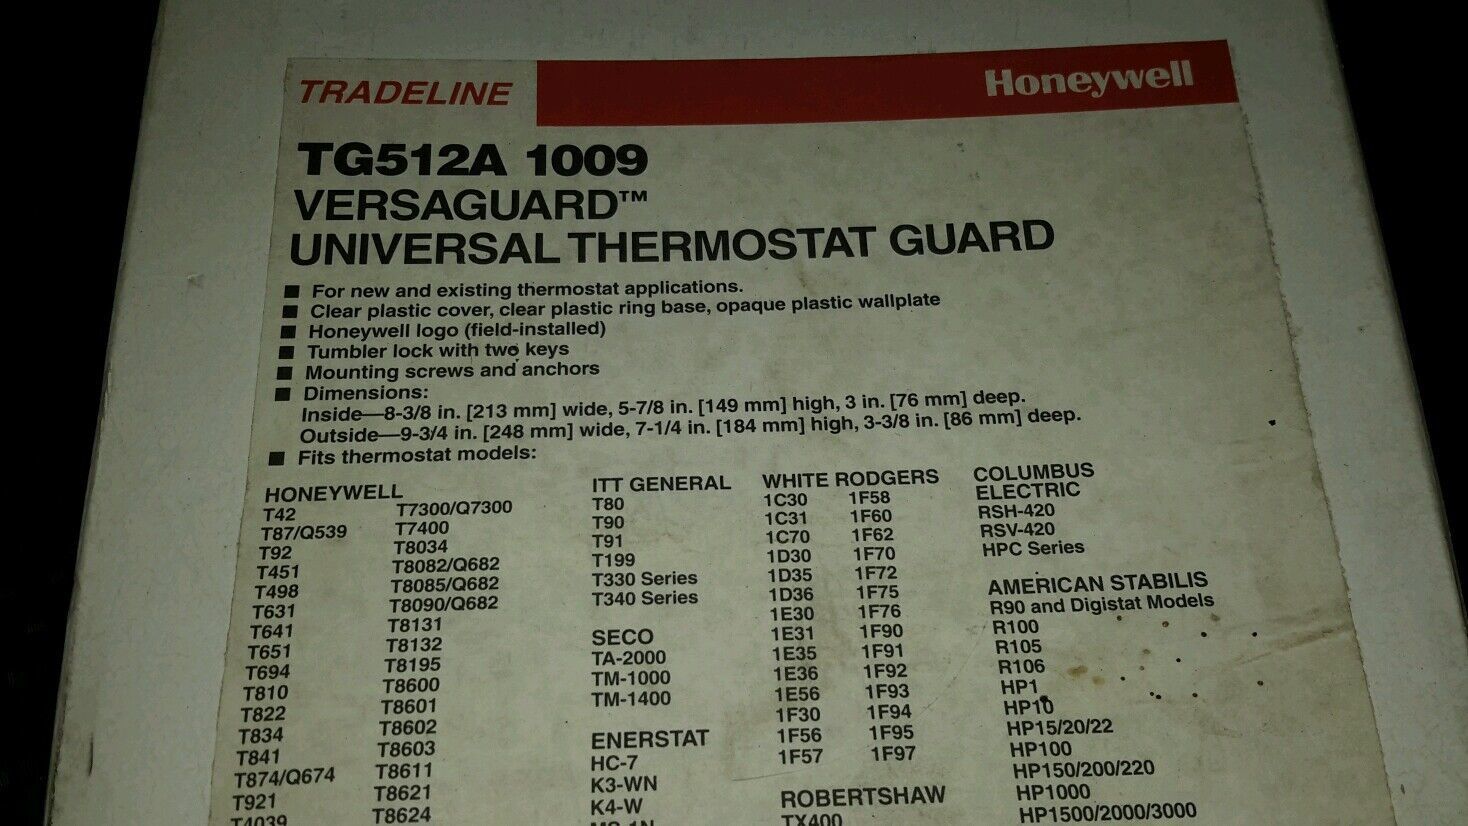 TRADELINE
Honeywell
TG512A 1009
VERSAGUARD™
UNIVERSAL THERMOSTAT GUARD
■ For new and existing thermostat applications.
■ Clear plastic cover, clear plastic ring base, opaque plastic wallplate
■ Honeywell logo (field-installed)
■ Tumbler lock with two keys
■ Mounting screws and anchors
■ Dimensions:
Inside—8-3/8 in. [213 mm] wide, 5-7/8 in. [149 mm] high, 3 in. [76 mm] deep.
Outside—9-3/4 in. [248 mm] wide, 7-1/4 in. [184 mm] high, 3-3/8 in. [86 mm] deep.
■ Fits thermostat models:
HONEYWELL
T42
T87/Q539
T92
T451
T498
T631
T641
T651
T694
T810
T822
T834
T841
T874/Q674
T921
T4039
T7300/Q7300
T7400
T8034
T8082/Q682
T8085/Q682
T8090/Q682
T8131
T8132
T8195
T8600
T8601
T8602
T8603
T8611
T8621
T8624
ITT GENERAL
T80
T90
T91
T199
T330 Series
T340 Series
SECO
TA-2000
TM-1000
TM-1400
ENERSTAT
HC-7
K3-WN
K4-W
WHITE RODGERS
1C30
1C31
1C70
1D30
1D35
1D36
1E30
1E31
1E35
1E36
1E56
1F30
1F56
1F57
1F58
1F60
1F62
1F70
1F72
1F75
1F76
1F90
1F91
1F92
1F93
1F94
1F95
1F97
ROBERTSHAW
TX400
COLUMBUS
ELECTRIC
RSH-420
RSV-420
HPC Series
AMERICAN STABILIS
R90 and Digistat Models
R100
R105
R106
HP1
HP10
HP15/20/22
HP100
HP150/200/220
HP1000
HP1500/2000/3000